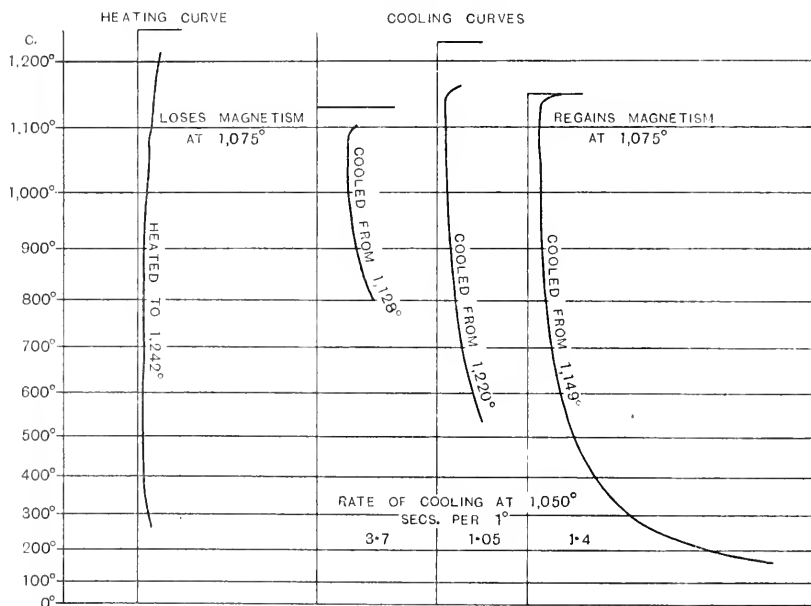 HEATING CURVE
COOLING CURVES
C.
1,200°
1,100°
1,000°
900°
800°
700°
600°
500°
400°
300°
200°
100°
0°
LOSES MAGNETISM
AT 1,075°
REGAINS MAGNETISM
AT 1,075°
HEATED TO 1,242°
COOLED FROM 1,128°
COOLED FROM 1,220°
COOLED FROM 1,149°
RATE OF COOLING AT 1,050°
SECS. PER 1°
3·7 1·05 1·4